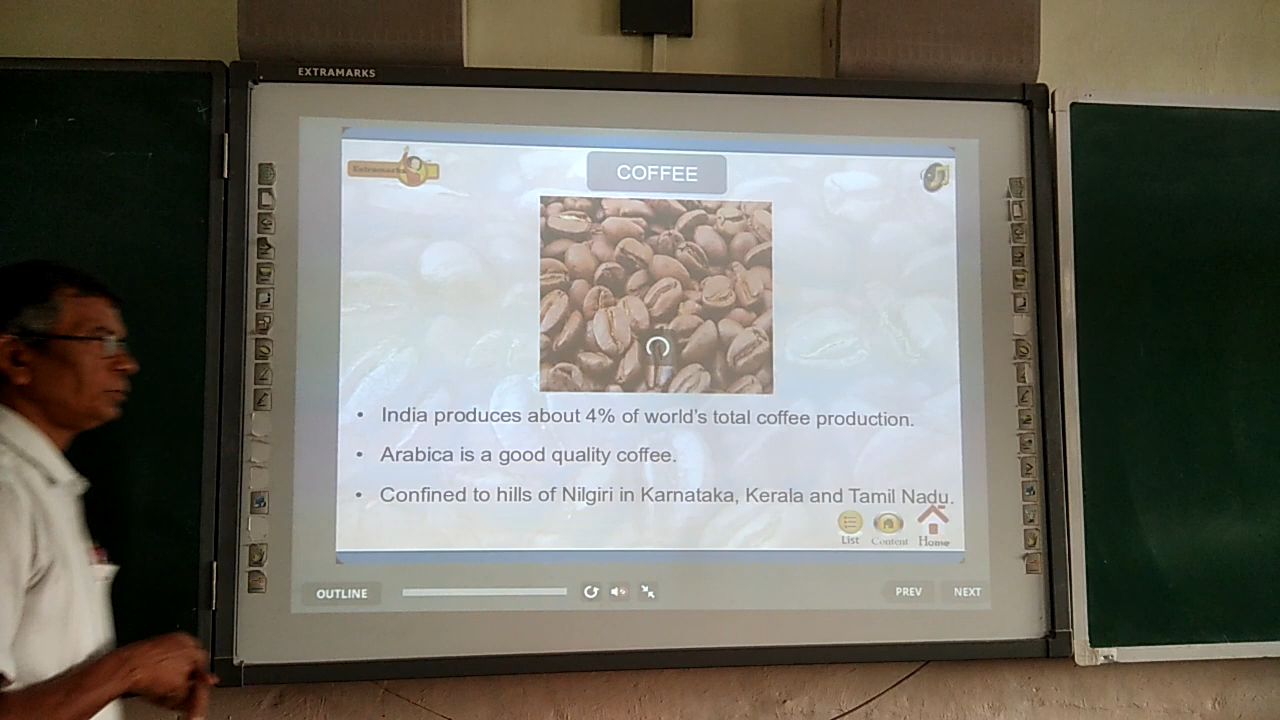 EXTRAMARKS
Extramarks
COFFEE
• India produces about 4% of world's total coffee production.
• Arabica is a good quality coffee.
• Confined to hills of Nilgiri in Karnataka, Kerala and Tamil Nadu.
List Content Home
OUTLINE PREV NEXT